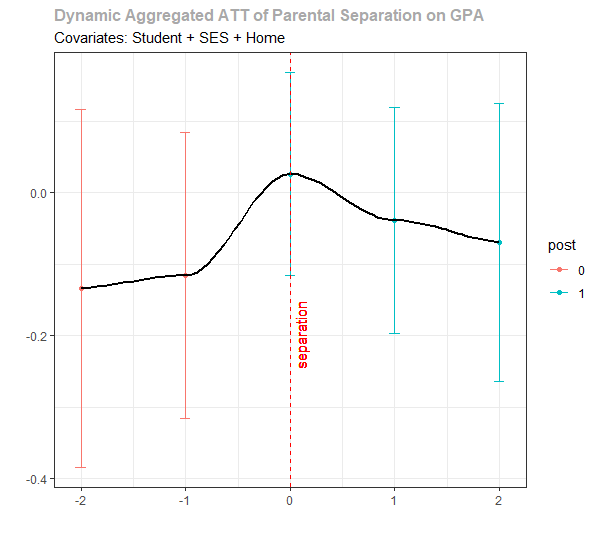 Dynamic Aggregated ATT of Parental Separation on GPA
Covariates: Student + SES + Home
0.0
-0.2
-0.4
separation
-2
-1
0
1
2
post
0
1